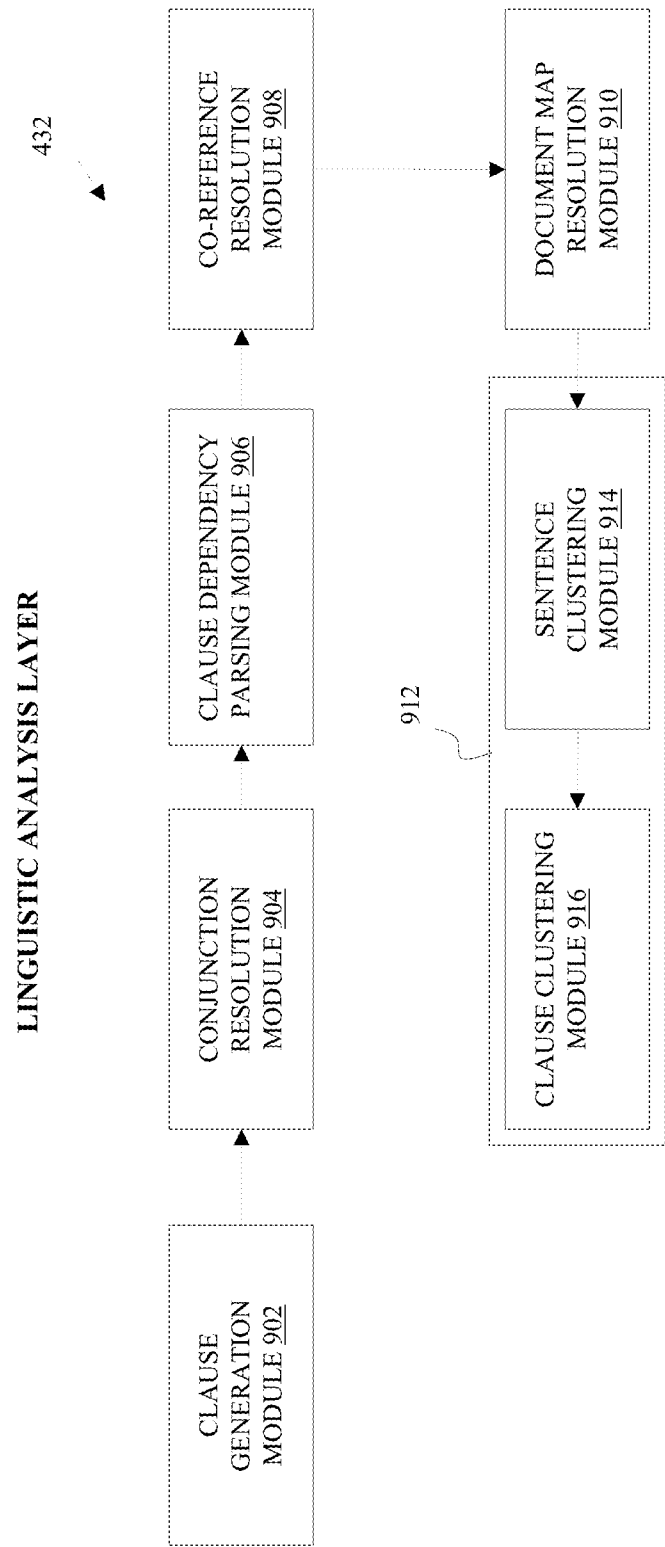 LINGUISTIC ANALYSIS LAYER
432
CLAUSE
GENERATION
MODULE 902
CONJUNCTION
RESOLUTION
MODULE 904
CLAUSE DEPENDENCY
PARSING MODULE 906
CO-REFERENCE
RESOLUTION
MODULE 908
912
CLAUSE CLUSTERING
MODULE 916
SENTENCE
CLUSTERING
MODULE 914
DOCUMENT MAP
RESOLUTION
MODULE 910